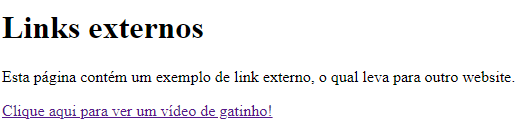 Links externos
Esta página contém um exemplo de link externo, o qual leva para outro website.
Clique aqui para ver um vídeo de gatinho!